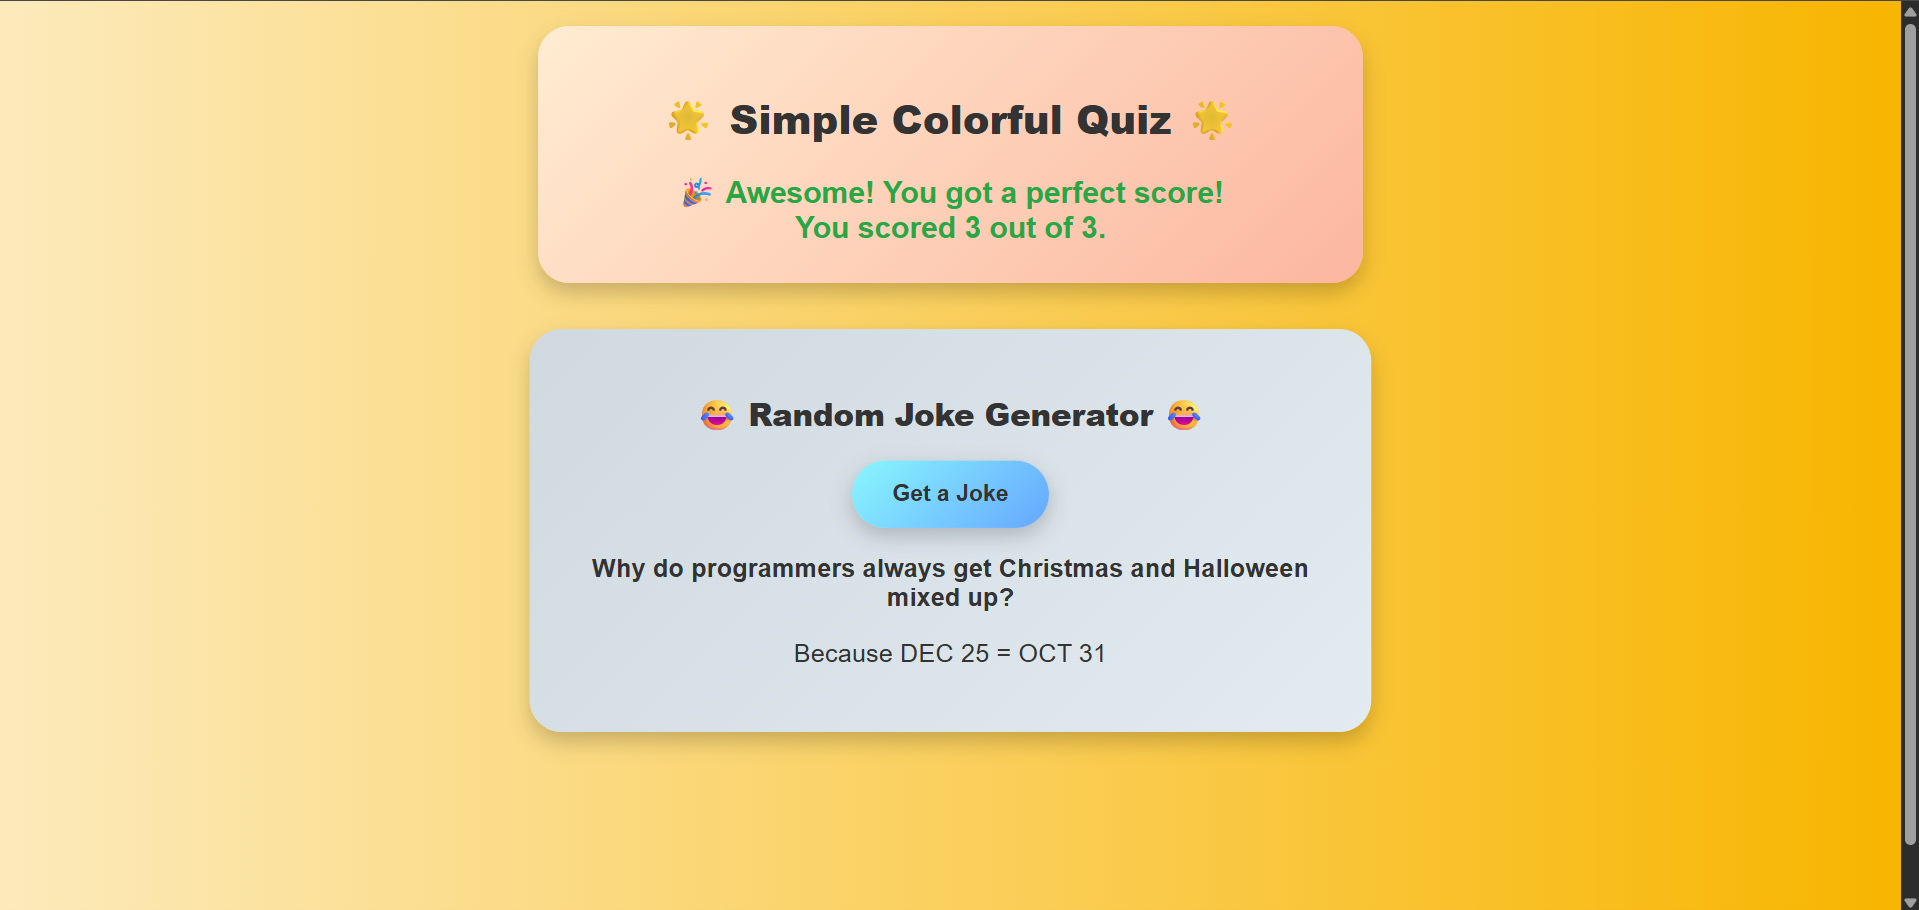 🌟 Simple Colorful Quiz 🌟
🎉 Awesome! You got a perfect score!
You scored 3 out of 3.
😂 Random Joke Generator 😂
Get a Joke
Why do programmers always get Christmas and Halloween
mixed up?
Because DEC 25 = OCT 31